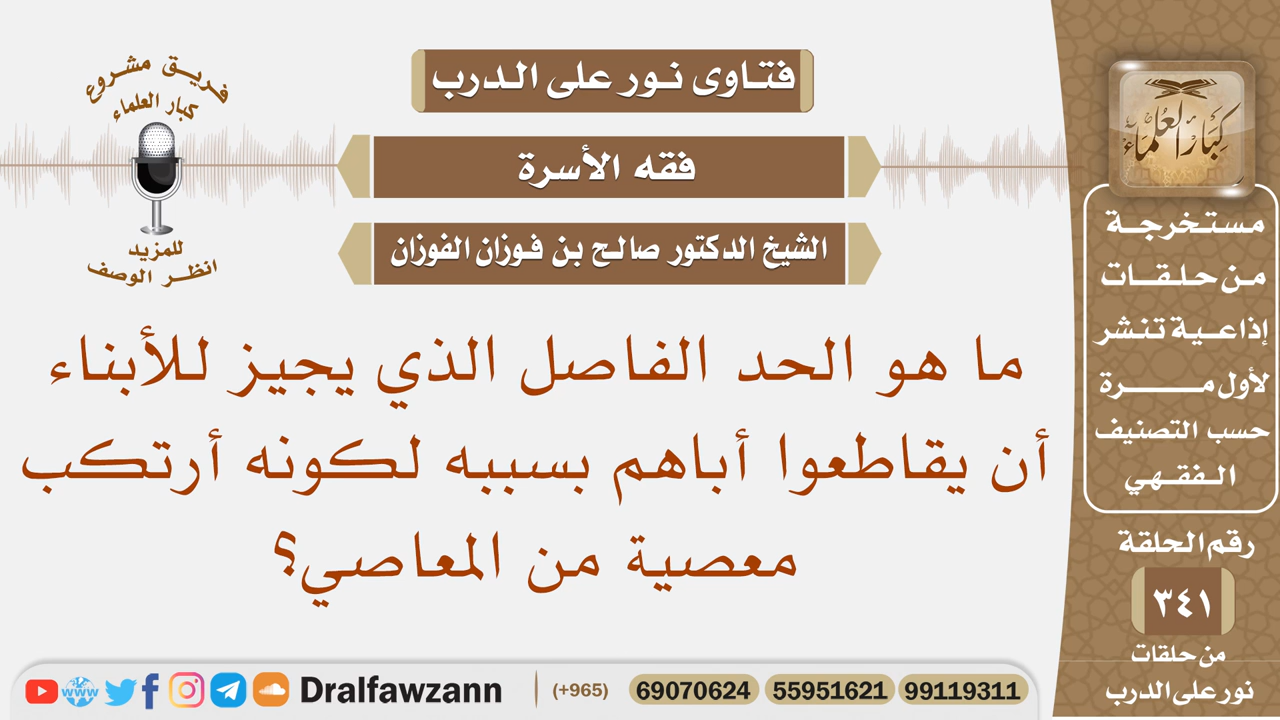 فتاوى نور على الدرب
فقه الأسرة
الشيخ الدكتور صالح بن فوزان الفوزان
ما هو الحد الفاصل الذي يجيز للأبناء
أن يقاطعوا أباهم بسببه لكونه أرتكب
معصية من المعاصي؟
فريق مشروع
كبار العلماء
للمزيد
انظر الوصف
كبار العلماء
مستخرجة
من حلقات
إذاعية تنشر
لأول مرة
حسب التصنيف
الفقهي
رقم الحلقة
٣٤١
من حلقات
نور على الدرب
www
Dralfawzann
(+965)
69070624
55951621
99119311